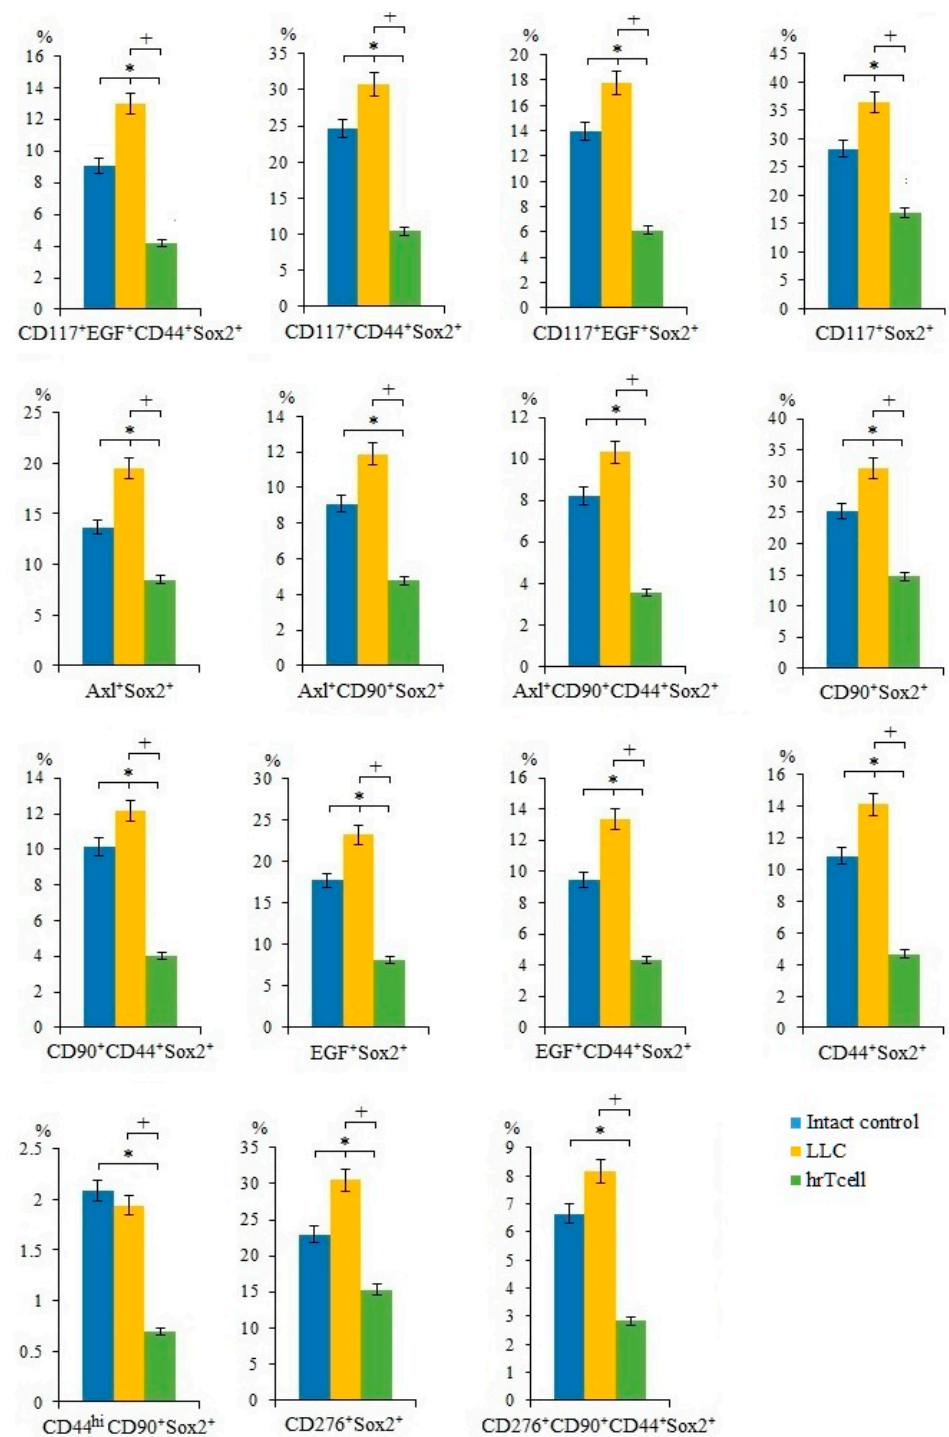 % + * 16 14 12 10 8 6 4 2 0 CD117⁺EGF⁺CD44⁺Sox2⁺
% + * 35 30 25 20 15 10 5 0 CD117⁺CD44⁺Sox2⁺
% + * 20 18 16 14 12 10 8 6 4 2 0 CD117⁺EGF⁺Sox2⁺
% + * 45 40 35 30 25 20 15 10 5 0 CD117⁺Sox2⁺
% + * 25 20 15 10 5 0 Axl⁺Sox2⁺
% + * 14 12 10 8 6 4 2 0 Axl⁺CD90⁺Sox2⁺
% + * 12 10 8 6 4 2 0 Axl⁺CD90⁺CD44⁺Sox2⁺
% + * 40 35 30 25 20 15 10 5 0 CD90⁺Sox2⁺
% + * 14 12 10 8 6 4 2 0 CD90⁺CD44⁺Sox2⁺
% + * 30 25 20 15 10 5 0 EGF⁺Sox2⁺
% + * 16 14 12 10 8 6 4 2 0 EGF⁺CD44⁺Sox2⁺
% + * 16 14 12 10 8 6 4 2 0 CD44⁺Sox2⁺
% + * 2.5 2 1.5 1 0.5 0 CD44ʰⁱ CD90⁺Sox2⁺
% + * 35 30 25 20 15 10 5 0 CD276⁺Sox2⁺
% + * 9 8 7 6 5 4 3 2 1 0 CD276⁺CD90⁺CD44⁺Sox2⁺
Intact control
LLC
hrTcell